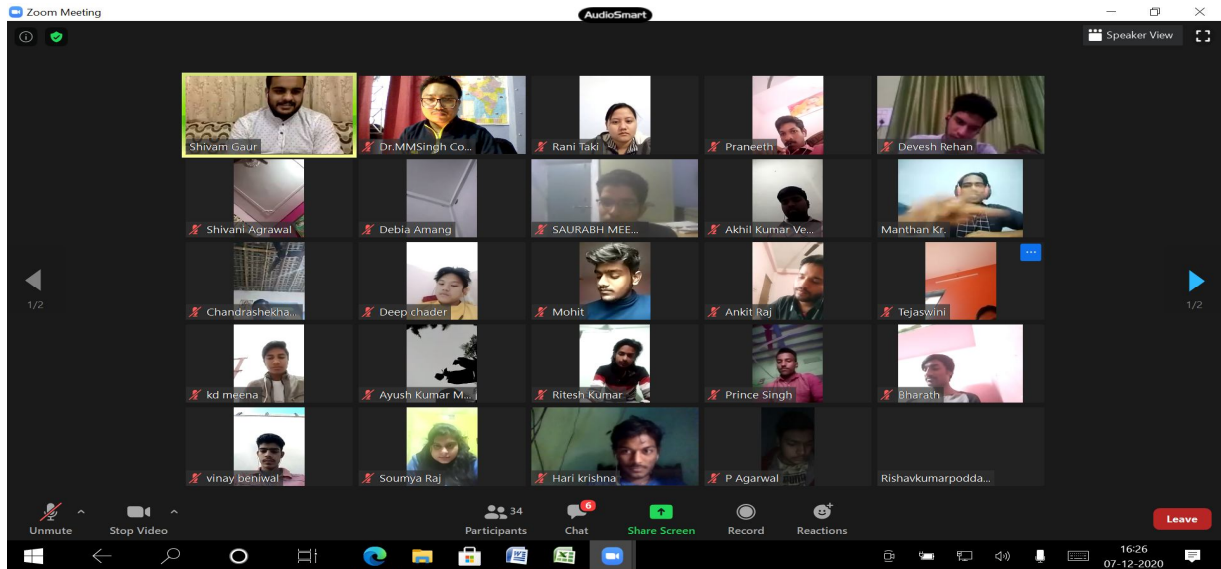 Zoom Meeting
AudioSmart
Speaker View
Shivam Gaur
Dr.MMSingh Co...
Rani Taki
Praneeth
Devesh Rehan
Shivani Agrawal
Debia Amang
SAURABH MEE...
Akhil Kumar Ve...
Manthan Kr.
Chandrashekha...
Deep chader
Mohit
Ankit Raj
Tejaswini
1/2
1/2
kd meena
Ayush Kumar M...
Ritesh Kumar
Prince Singh
Bharath
vinay beniwal
Soumya Raj
Hari krishna
P Agarwal
Rishavkumarpodda...
Unmute
Stop Video
34
Participants
6
Chat
Share Screen
Record
Reactions
Leave
16:26
07-12-2020